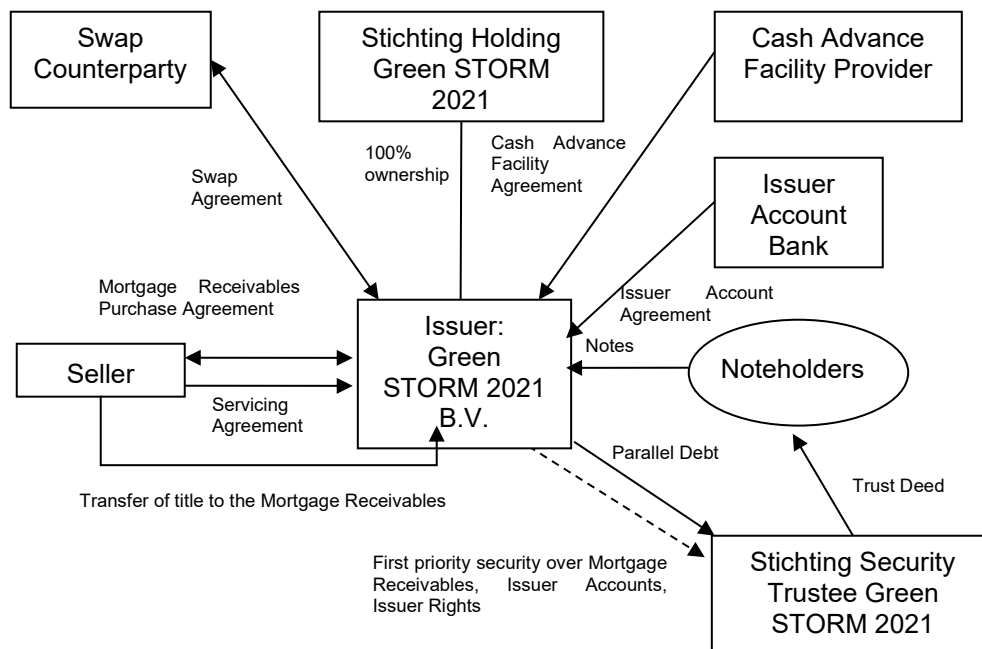 Swap
Counterparty
Stichting Holding
Green STORM
2021
Cash Advance
Facility Provider
100%
ownership
Cash Advance
Facility
Agreement
Swap
Agreement
Issuer
Account
Bank
Mortgage Receivables
Purchase Agreement
Issuer Account
Agreement
Issuer:
Green
STORM 2021
B.V.
Notes
Noteholders
Seller
Servicing
Agreement
Parallel Debt
Trust Deed
Transfer of title to the Mortgage Receivables
First priority security over Mortgage
Receivables, Issuer Accounts,
Issuer Rights
Stichting Security
Trustee Green
STORM 2021